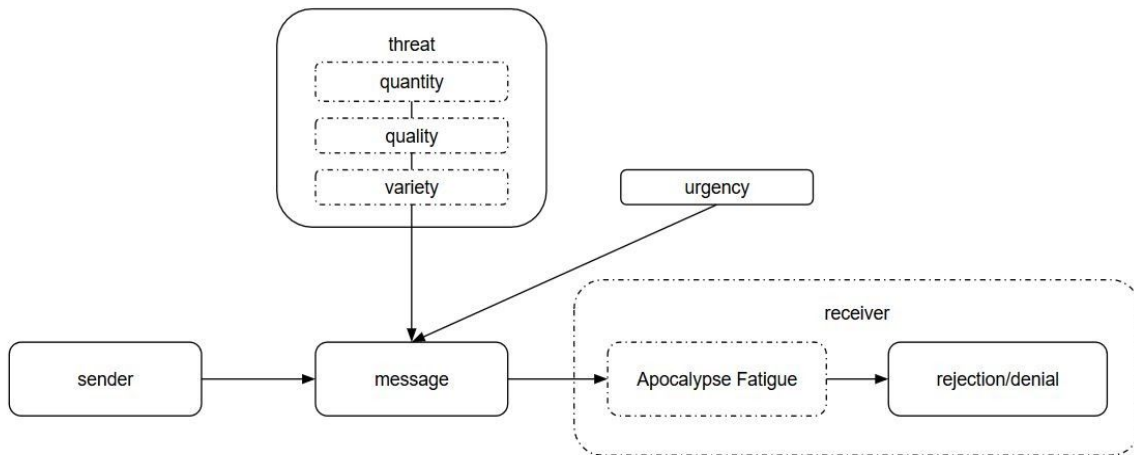 threat
quantity
quality
variety
urgency
receiver
sender
message
Apocalypse Fatigue
rejection/denial